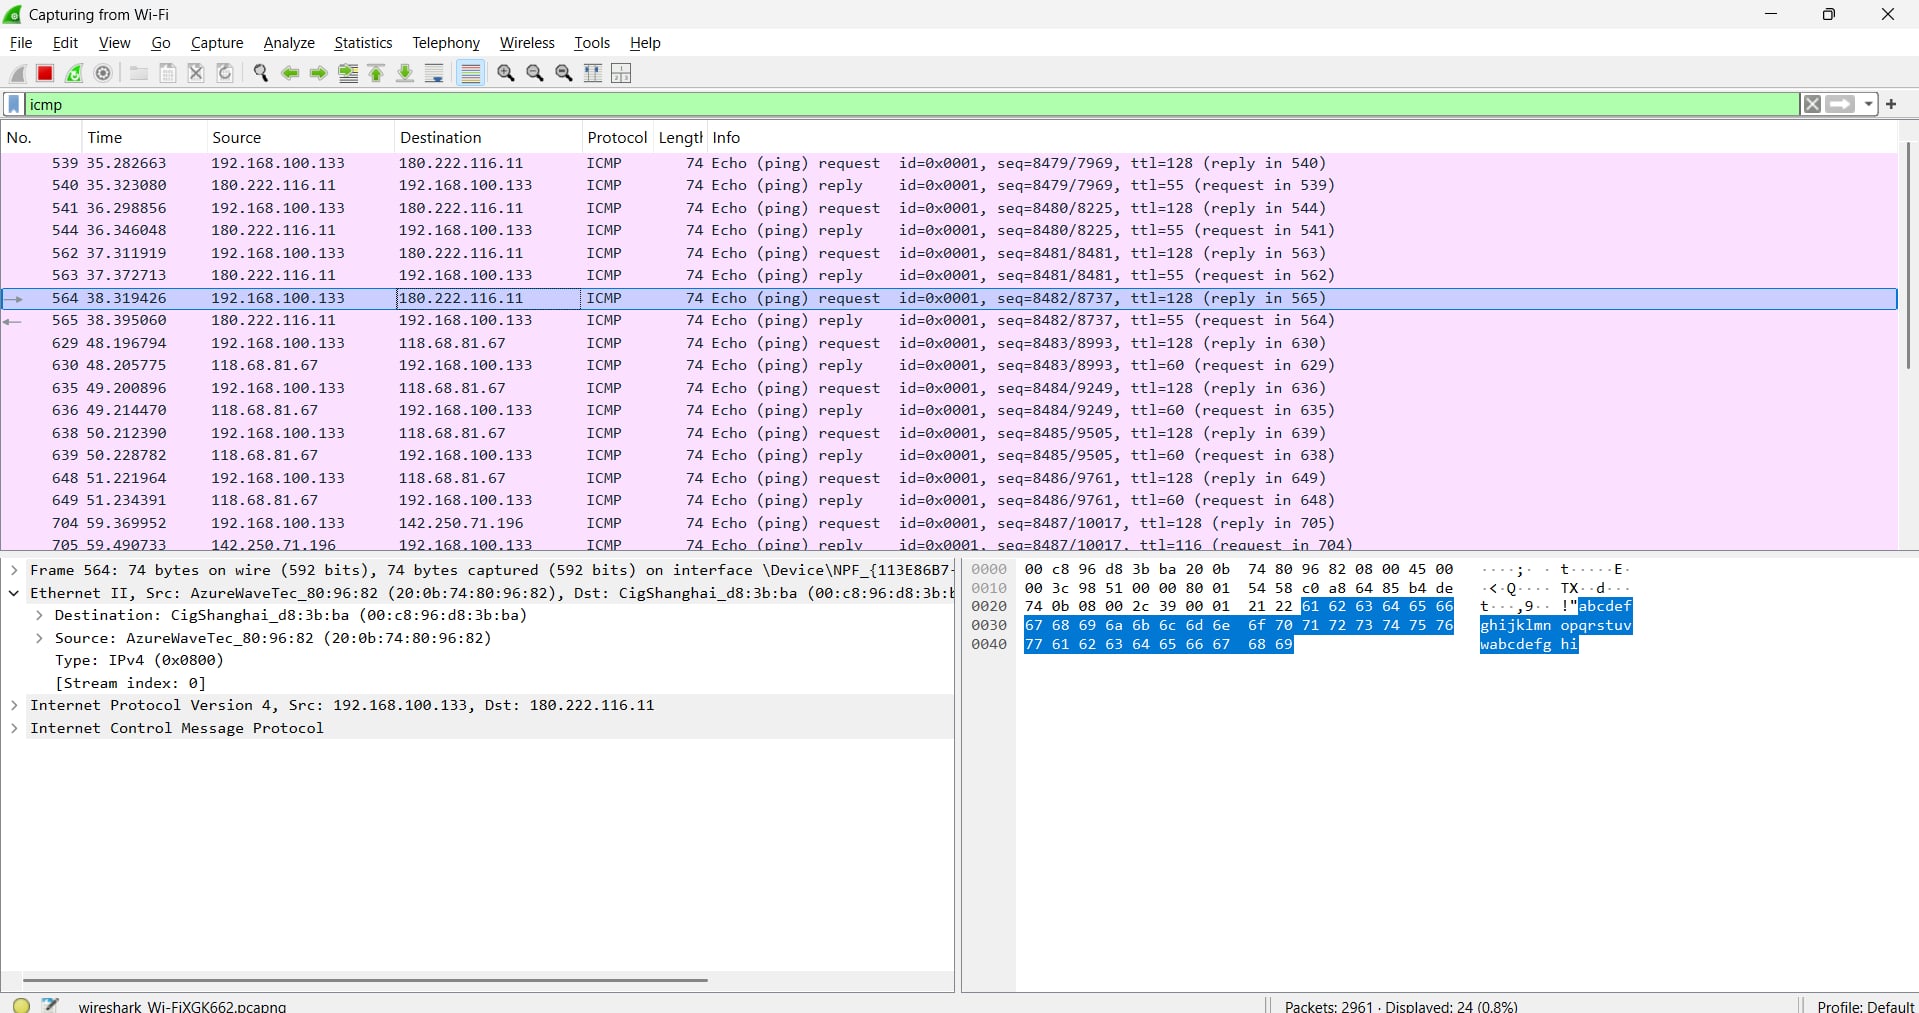 Capturing from Wi-Fi
File Edit View Go Capture Analyze Statistics Telephony Wireless Tools Help
icmp
No. Time Source Destination Protocol Length Info
539 35.282663 192.168.100.133 180.222.116.11 ICMP 74 Echo (ping) request id=0x0001, seq=8479/7969, ttl=128 (reply in 540)
540 35.323080 180.222.116.11 192.168.100.133 ICMP 74 Echo (ping) reply id=0x0001, seq=8479/7969, ttl=55 (request in 539)
541 36.298856 192.168.100.133 180.222.116.11 ICMP 74 Echo (ping) request id=0x0001, seq=8480/8225, ttl=128 (reply in 544)
544 36.346048 180.222.116.11 192.168.100.133 ICMP 74 Echo (ping) reply id=0x0001, seq=8480/8225, ttl=55 (request in 541)
562 37.311919 192.168.100.133 180.222.116.11 ICMP 74 Echo (ping) request id=0x0001, seq=8481/8481, ttl=128 (reply in 563)
563 37.372713 180.222.116.11 192.168.100.133 ICMP 74 Echo (ping) reply id=0x0001, seq=8481/8481, ttl=55 (request in 562)
564 38.319426 192.168.100.133 180.222.116.11 ICMP 74 Echo (ping) request id=0x0001, seq=8482/8737, ttl=128 (reply in 565)
565 38.395060 180.222.116.11 192.168.100.133 ICMP 74 Echo (ping) reply id=0x0001, seq=8482/8737, ttl=55 (request in 564)
629 48.196794 192.168.100.133 118.68.81.67 ICMP 74 Echo (ping) request id=0x0001, seq=8483/8993, ttl=128 (reply in 630)
630 48.205775 118.68.81.67 192.168.100.133 ICMP 74 Echo (ping) reply id=0x0001, seq=8483/8993, ttl=60 (request in 629)
635 49.200896 192.168.100.133 118.68.81.67 ICMP 74 Echo (ping) request id=0x0001, seq=8484/9249, ttl=128 (reply in 636)
636 49.214470 118.68.81.67 192.168.100.133 ICMP 74 Echo (ping) reply id=0x0001, seq=8484/9249, ttl=60 (request in 635)
638 50.212390 192.168.100.133 118.68.81.67 ICMP 74 Echo (ping) request id=0x0001, seq=8485/9505, ttl=128 (reply in 639)
639 50.228782 118.68.81.67 192.168.100.133 ICMP 74 Echo (ping) reply id=0x0001, seq=8485/9505, ttl=60 (request in 638)
648 51.221964 192.168.100.133 118.68.81.67 ICMP 74 Echo (ping) request id=0x0001, seq=8486/9761, ttl=128 (reply in 649)
649 51.234391 118.68.81.67 192.168.100.133 ICMP 74 Echo (ping) reply id=0x0001, seq=8486/9761, ttl=60 (request in 648)
704 59.369952 192.168.100.133 142.250.71.196 ICMP 74 Echo (ping) request id=0x0001, seq=8487/10017, ttl=128 (reply in 705)
705 59.490733 142.250.71.196 192.168.100.133 ICMP 74 Echo (ping) reply id=0x0001, seq=8487/10017, ttl=116 (request in 704)
Frame 564: 74 bytes on wire (592 bits), 74 bytes captured (592 bits) on interface \Device\NPF_{113E86B7-
Ethernet II, Src: AzureWaveTec_80:96:82 (20:0b:74:80:96:82), Dst: CigShanghai_d8:3b:ba (00:c8:96:d8:3b:b
Destination: CigShanghai_d8:3b:ba (00:c8:96:d8:3b:ba)
Source: AzureWaveTec_80:96:82 (20:0b:74:80:96:82)
Type: IPv4 (0x0800)
[Stream index: 0]
Internet Protocol Version 4, Src: 192.168.100.133, Dst: 180.222.116.11
Internet Control Message Protocol
0000 00 c8 96 d8 3b ba 20 0b 74 80 96 82 08 00 45 00 ····;· · t·····E·
0010 00 3c 98 51 00 00 80 01 54 58 c0 a8 64 85 b4 de ·<·Q···· TX··d···
0020 74 0b 08 00 2c 39 00 01 21 22 61 62 63 64 65 66 t···,9·· !"abcdef
0030 67 68 69 6a 6b 6c 6d 6e 6f 70 71 72 73 74 75 76 ghijklmn opqrstuv
0040 77 61 62 63 64 65 66 67 68 69 wabcdefg hi
wireshark_Wi-FiXGK662.pcapng Packets: 2961 · Displayed: 24 (0.8%) Profile: Default